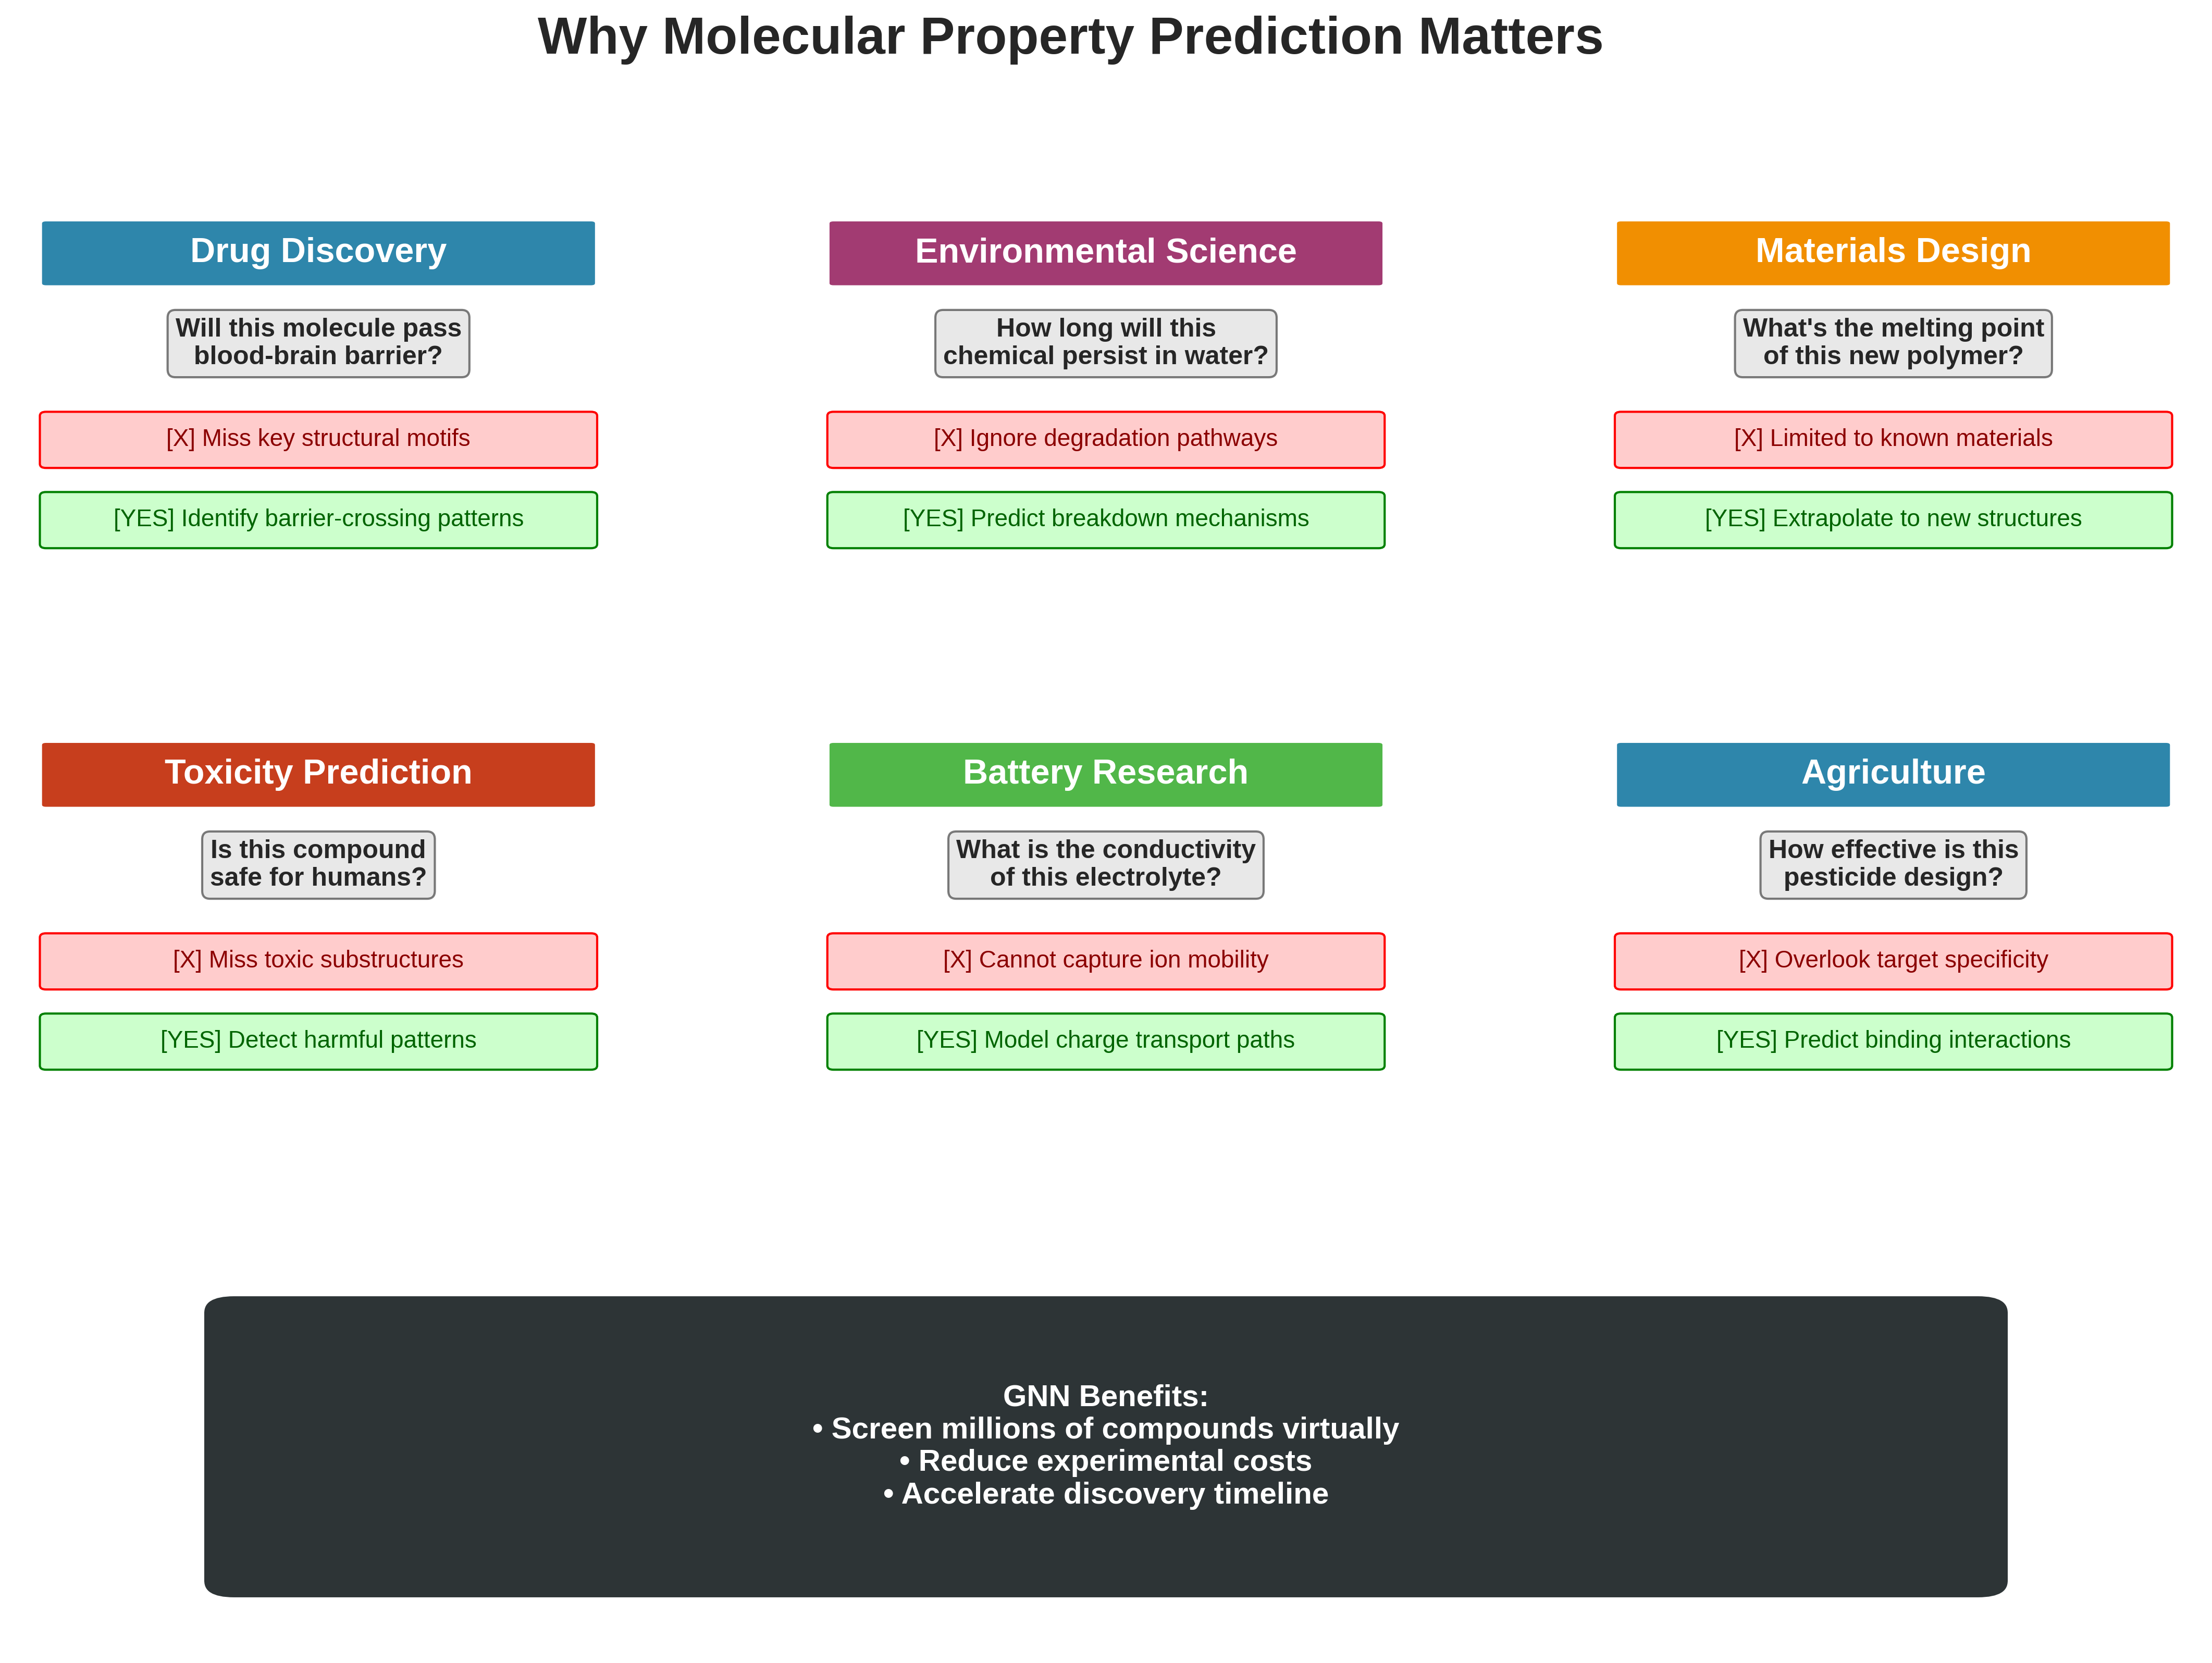 Why Molecular Property Prediction Matters
Drug Discovery
Will this molecule pass
blood-brain barrier?
[X] Miss key structural motifs
[YES] Identify barrier-crossing patterns
Environmental Science
How long will this
chemical persist in water?
[X] Ignore degradation pathways
[YES] Predict breakdown mechanisms
Materials Design
What's the melting point
of this new polymer?
[X] Limited to known materials
[YES] Extrapolate to new structures
Toxicity Prediction
Is this compound
safe for humans?
[X] Miss toxic substructures
[YES] Detect harmful patterns
Battery Research
What is the conductivity
of this electrolyte?
[X] Cannot capture ion mobility
[YES] Model charge transport paths
Agriculture
How effective is this
pesticide design?
[X] Overlook target specificity
[YES] Predict binding interactions
GNN Benefits:
• Screen millions of compounds virtually
• Reduce experimental costs
• Accelerate discovery timeline